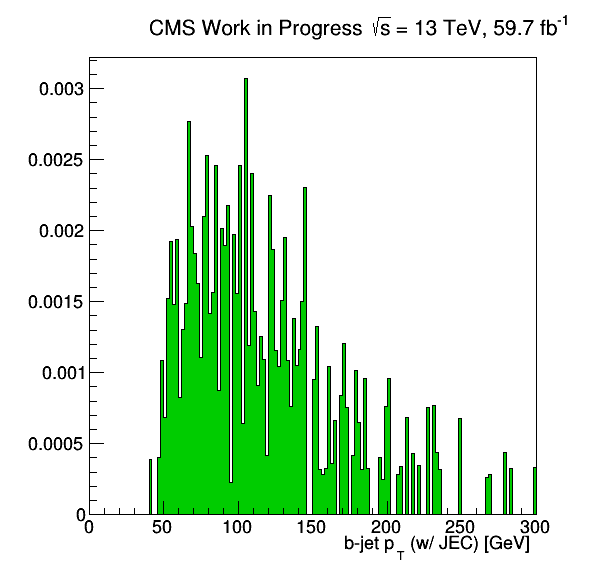 CMS Work in Progress √s = 13 TeV, 59.7 fb⁻¹
0.003
0.0025
0.002
0.0015
0.001
0.0005
0
0 50 100 150 200 250 300
b-jet p_T (w/ JEC) [GeV]